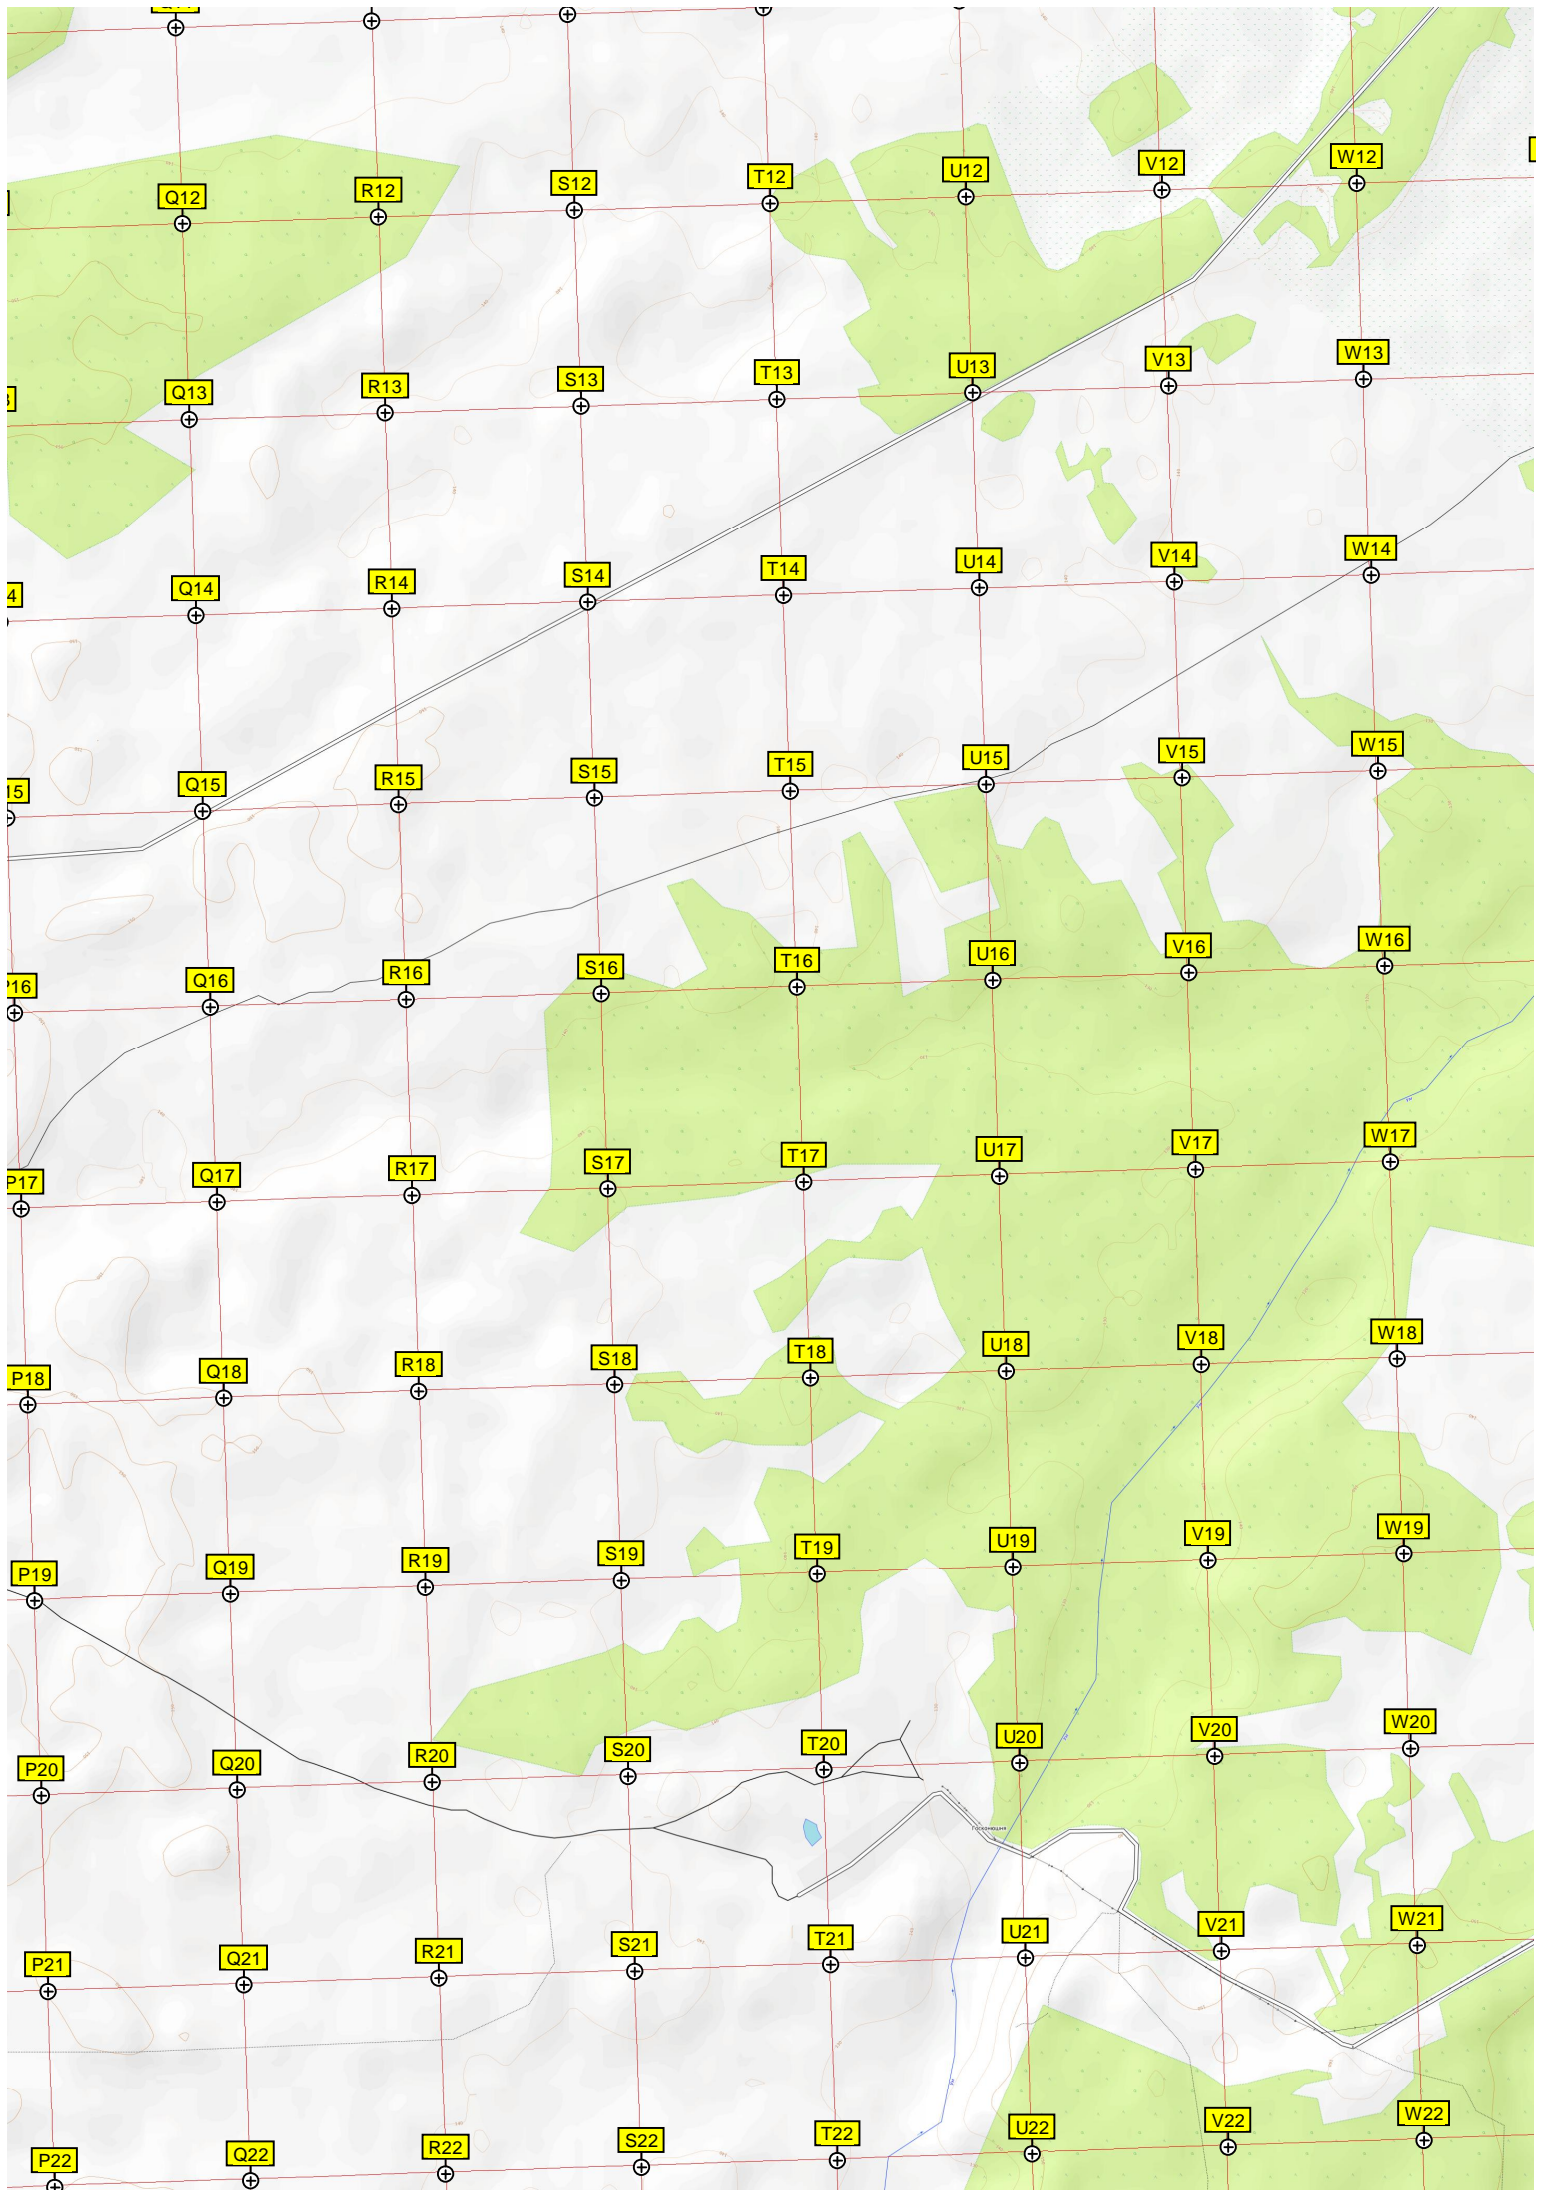 T12 U12 V12 W12
Q12 R12 S12
Q13 R13 S13 T13 U13 V13 W13
Q14 R14 S14 T14 U14 V14 W14
Q15 R15 S15 T15 U15 V15 W15
Q16 R16 S16 T16 U16 V16 W16
P17 Q17 R17 S17 T17 U17 V17 W17
P18 Q18 R18 S18 T18 U18 V18 W18
P19 Q19 R19 S19 T19 U19 V19 W19
P20 Q20 R20 S20 T20 U20 V20 W20
Госконюшня
P21 Q21 R21 S21 T21 U21 V21 W21
P22 Q22 R22 S22 T22 U22 V22 W22